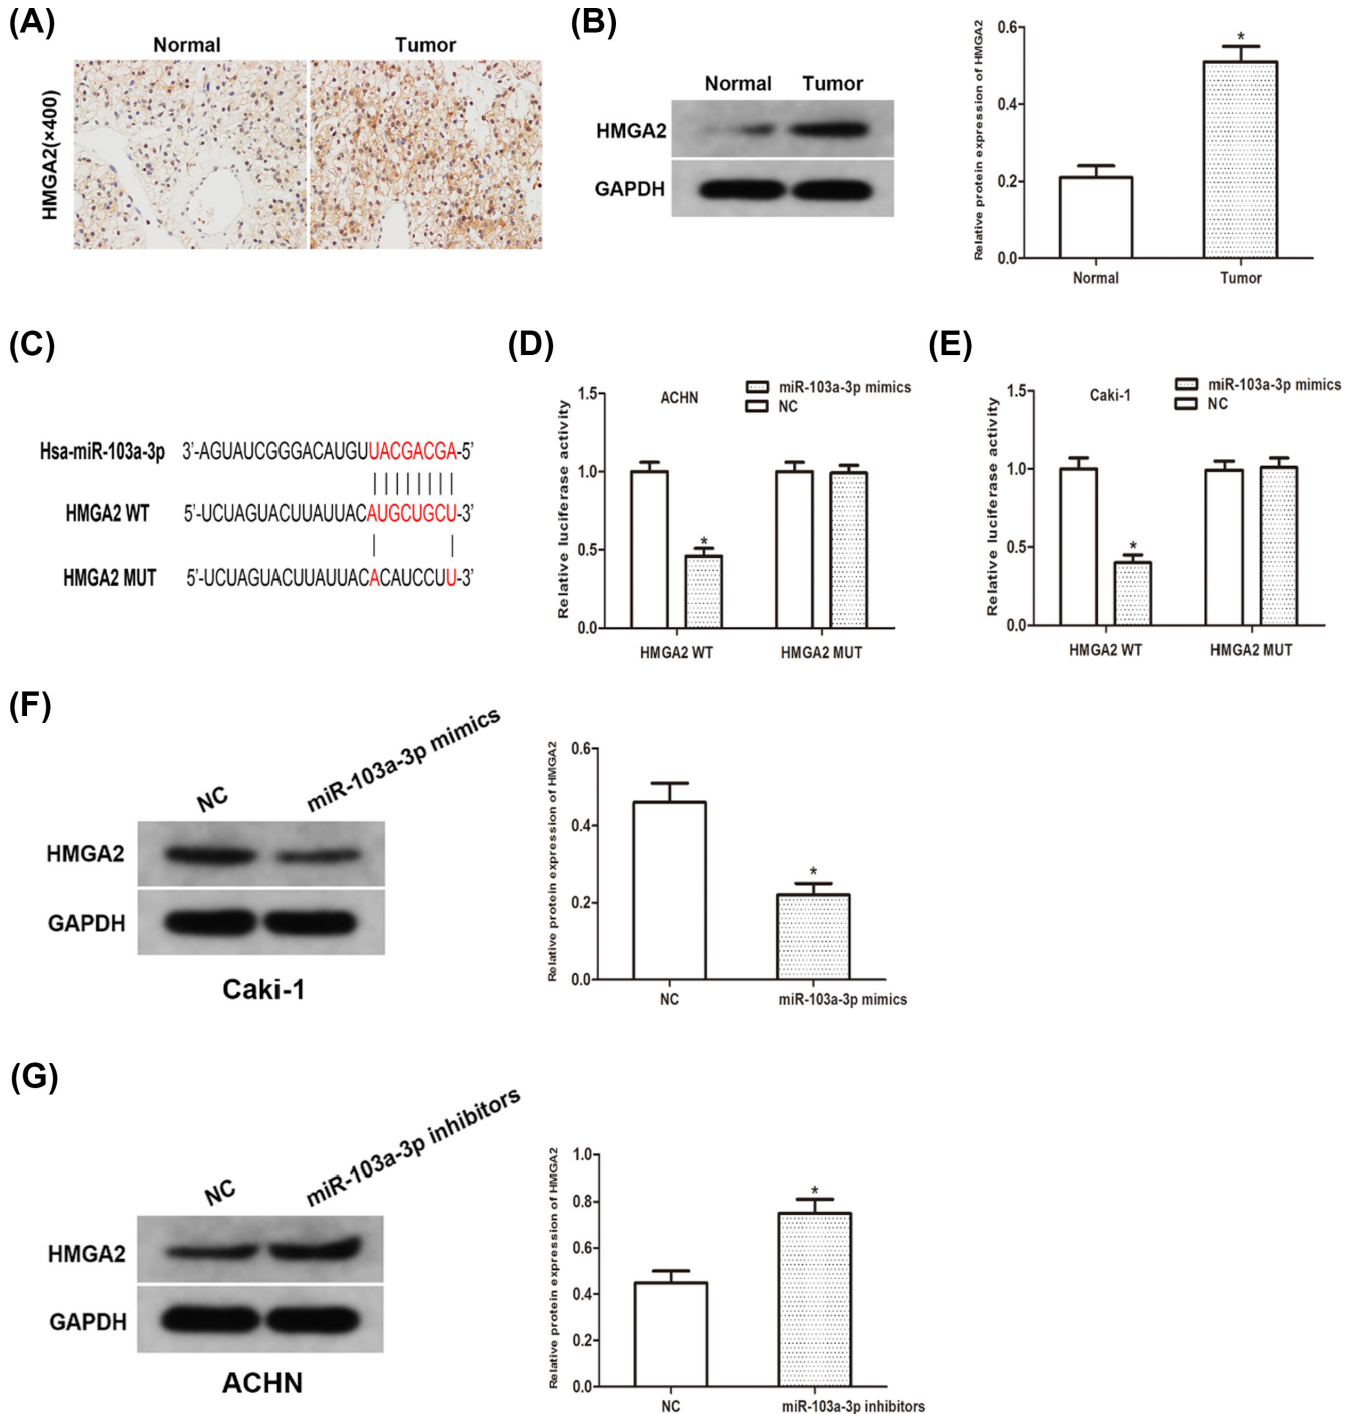 (A)
Normal Tumor
HMGA2(×400)
(B)
Normal Tumor
HMGA2
GAPDH
Relative protein expression of HMGA2
0.6
0.4
0.2
0.0
*
Normal Tumor
(C)
Hsa-miR-103a-3p 3’-AGUAUCGGGACAUGUUACGACGA-5’
HMGA2 WT 5’-UCUAGUACUUAUUACAUGCUGCU-3’
HMGA2 MUT 5’-UCUAGUACUUAUUACACAUCCUU-3’
(D)
Relative luciferase activity
1.5
1.0
0.5
0.0
ACHN
miR-103a-3p mimics
NC
*
HMGA2 WT HMGA2 MUT
(E)
Relative luciferase activity
1.5
1.0
0.5
0.0
Caki-1
miR-103a-3p mimics
NC
*
HMGA2 WT HMGA2 MUT
(F)
NC miR-103a-3p mimics
HMGA2
GAPDH
Caki-1
Relative protein expression of HMGA2
0.6
0.4
0.2
0.0
*
NC miR-103a-3p mimics
(G)
NC miR-103a-3p inhibitors
HMGA2
GAPDH
ACHN
Relative protein expression of HMGA2
1.0
0.8
0.6
0.4
0.2
0.0
*
NC miR-103a-3p inhibitors